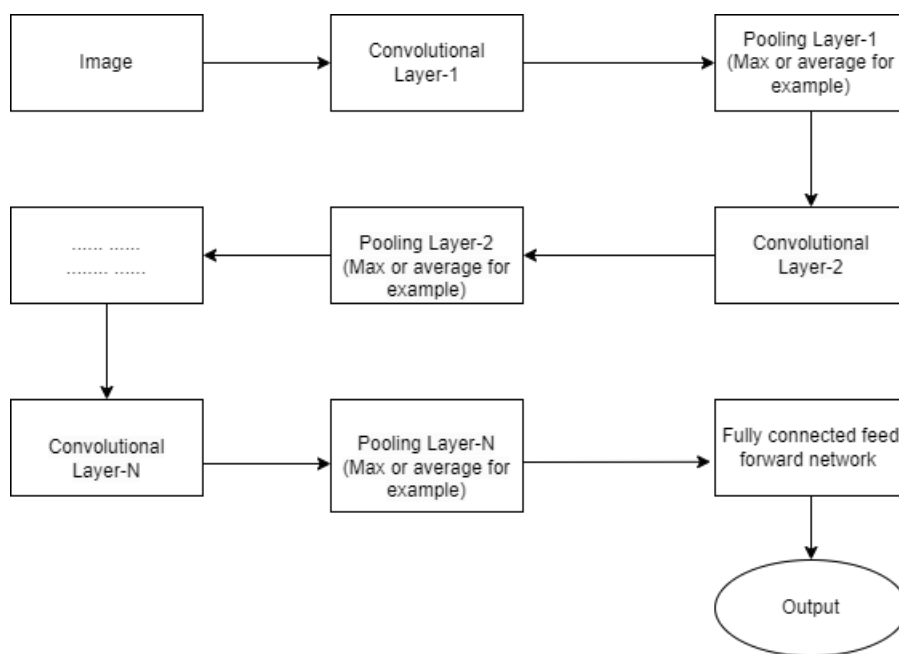 Image
Convolutional
Layer-1
Pooling Layer-1
(Max or average for
example)
Convolutional
Layer-2
Pooling Layer-2
(Max or average for
example)
...... ......
........ ......
Convolutional
Layer-N
Pooling Layer-N
(Max or average for
example)
Fully connected feed
forward network
Output